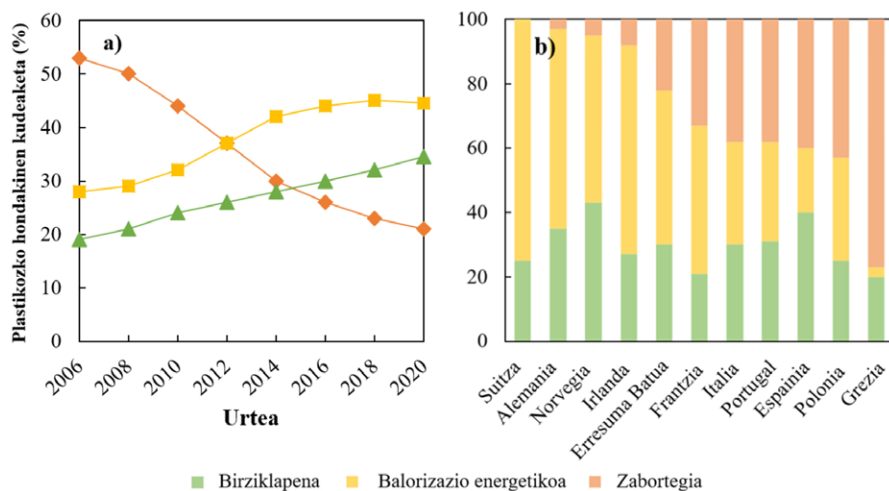 a)
Plastikozko hondakinen kudeaketa (%)
60
50
40
30
20
10
0
2006
2008
2010
2012
2014
2016
2018
2020
Urtea
b)
100
80
60
40
20
0
Suitza
Alemania
Norvegia
Irlanda
Erresuma Batua
Frantzia
Italia
Portugal
Espainia
Polonia
Grezia
Birziklapena
Balorizazio energetikoa
Zabortegia